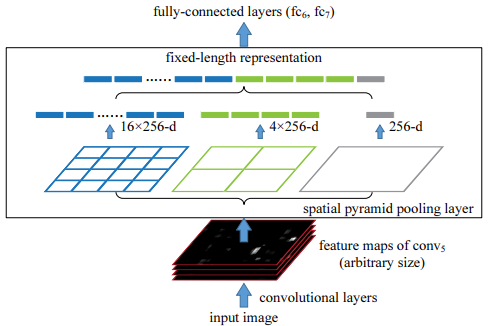 fully-connected layers (fc₆, fc₇)
fixed-length representation
......
......
16×256-d
4×256-d
256-d
spatial pyramid pooling layer
feature maps of conv₅
(arbitrary size)
convolutional layers
input image